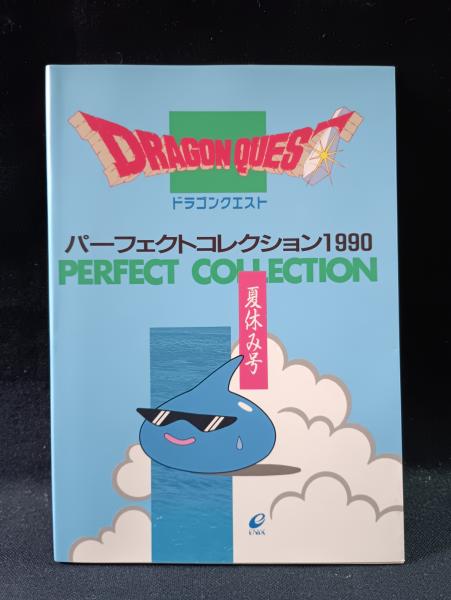 DRAGON QUEST
ドラゴンクエスト
パーフェクトコレクション1990
PERFECT COLLECTION
夏休み号
ENIX